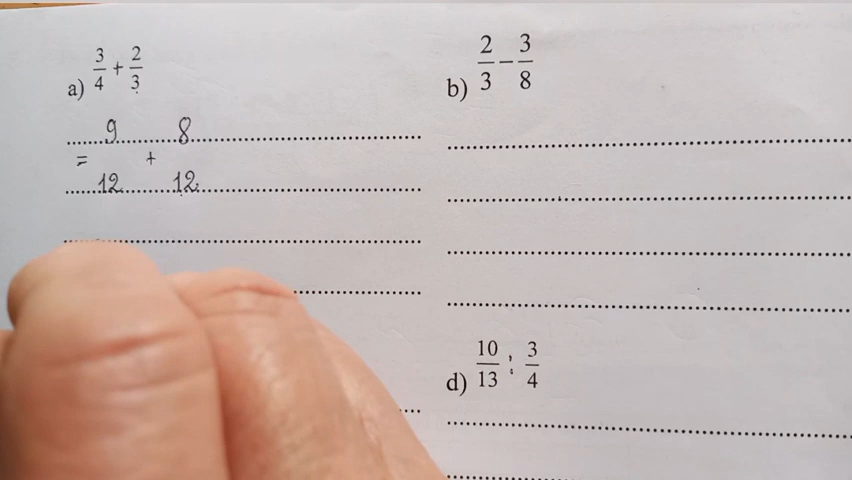 a) 3/4 + 2/3
9 8
= +
12 12
b) 2/3 - 3/8
d) 10/13 : 3/4